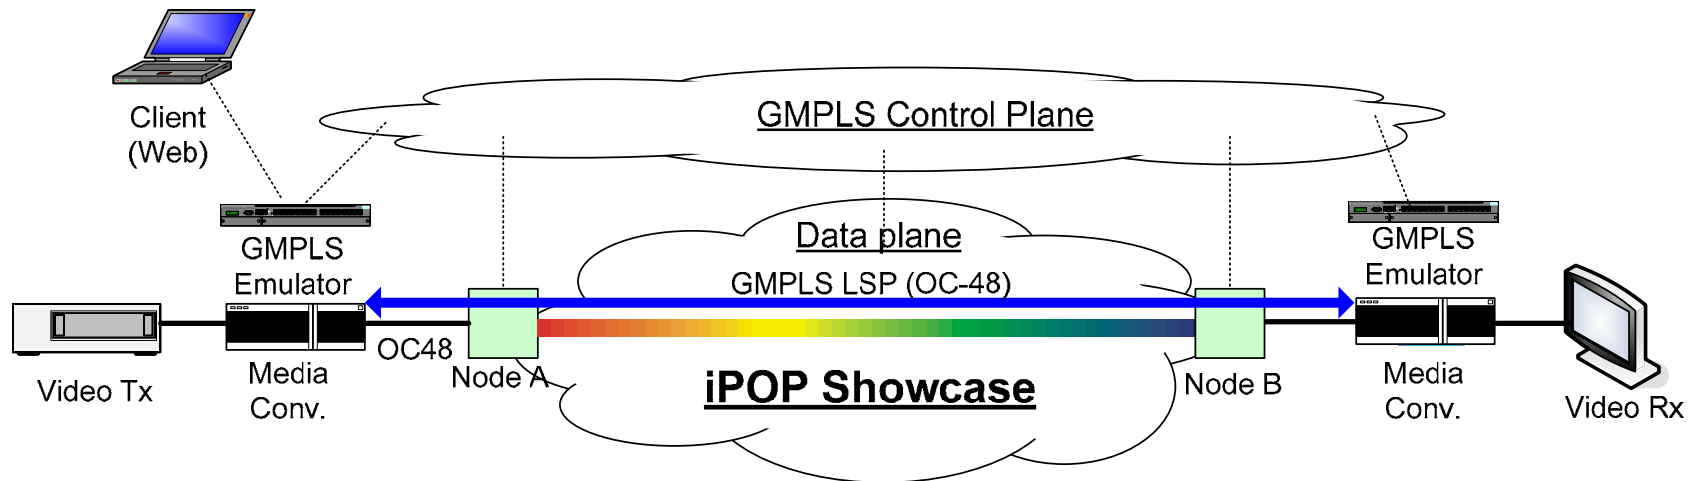 Client
(Web)
GMPLS Control Plane
GMPLS
Emulator
Data plane
GMPLS LSP (OC-48)
GMPLS
Emulator
Video Tx
Media
Conv.
OC48
Node A
iPOP Showcase
Node B
Media
Conv.
Video Rx